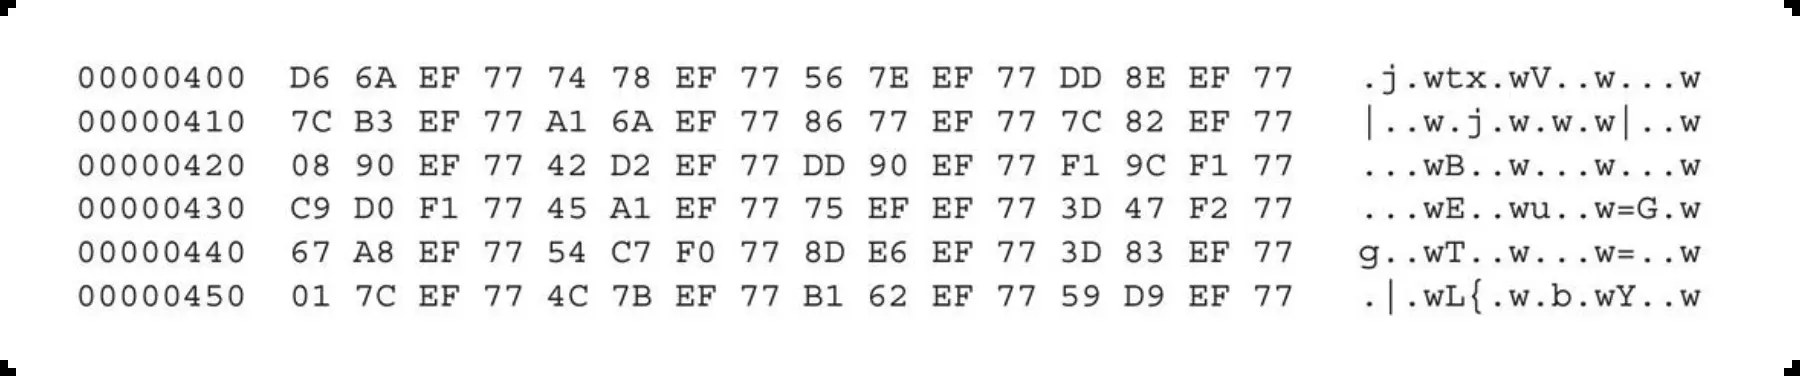 00000400 D6 6A EF 77 74 78 EF 77 56 7E EF 77 DD 8E EF 77 .j.wtx.wV..w...w
00000410 7C B3 EF 77 A1 6A EF 77 86 77 EF 77 7C 82 EF 77 |..w.j.w.w.w|..w
00000420 08 90 EF 77 42 D2 EF 77 DD 90 EF 77 F1 9C F1 77 ...wB..w...w...w
00000430 C9 D0 F1 77 45 A1 EF 77 75 EF EF 77 3D 47 F2 77 ...wE..wu..w=G.w
00000440 67 A8 EF 77 54 C7 F0 77 8D E6 EF 77 3D 83 EF 77 g..wT..w...w=..w
00000450 01 7C EF 77 4C 7B EF 77 B1 62 EF 77 59 D9 EF 77 .|.wL{.w.b.wY..w